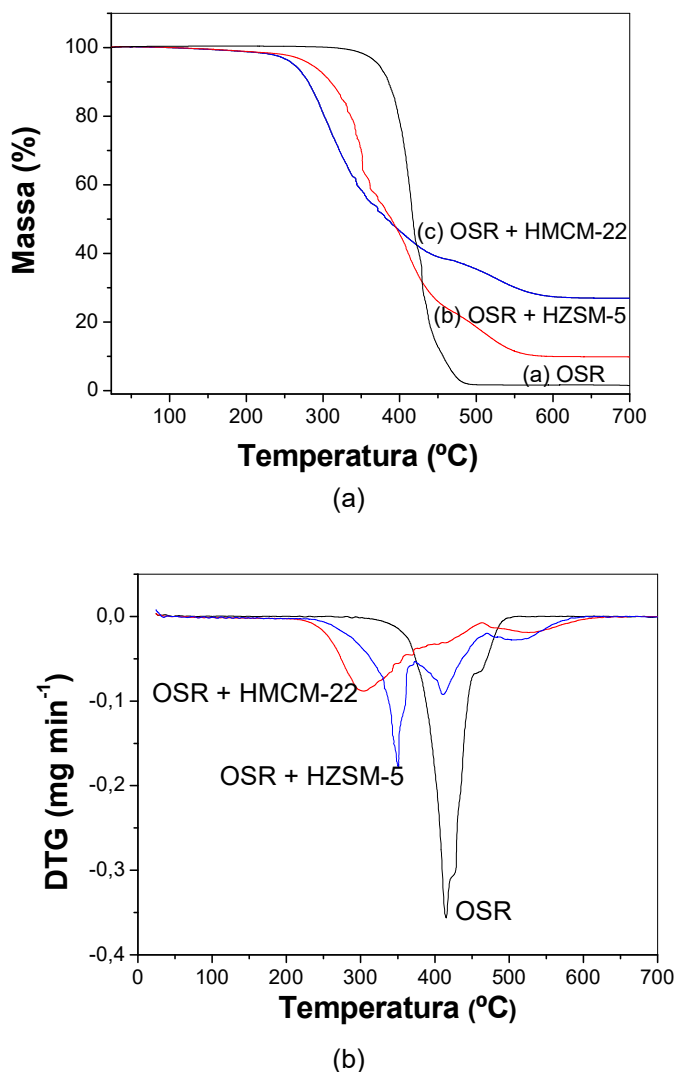 100
80
60
40
20
0
Massa (%)
(c) OSR + HMCM-22
(b) OSR + HZSM-5
(a) OSR
100 200 300 400 500 600 700
Temperatura (ºC)
(a)
0,0
-0,1
-0,2
-0,3
-0,4
DTG (mg min⁻¹)
OSR + HMCM-22
OSR + HZSM-5
OSR
0 100 200 300 400 500 600 700
Temperatura (ºC)
(b)